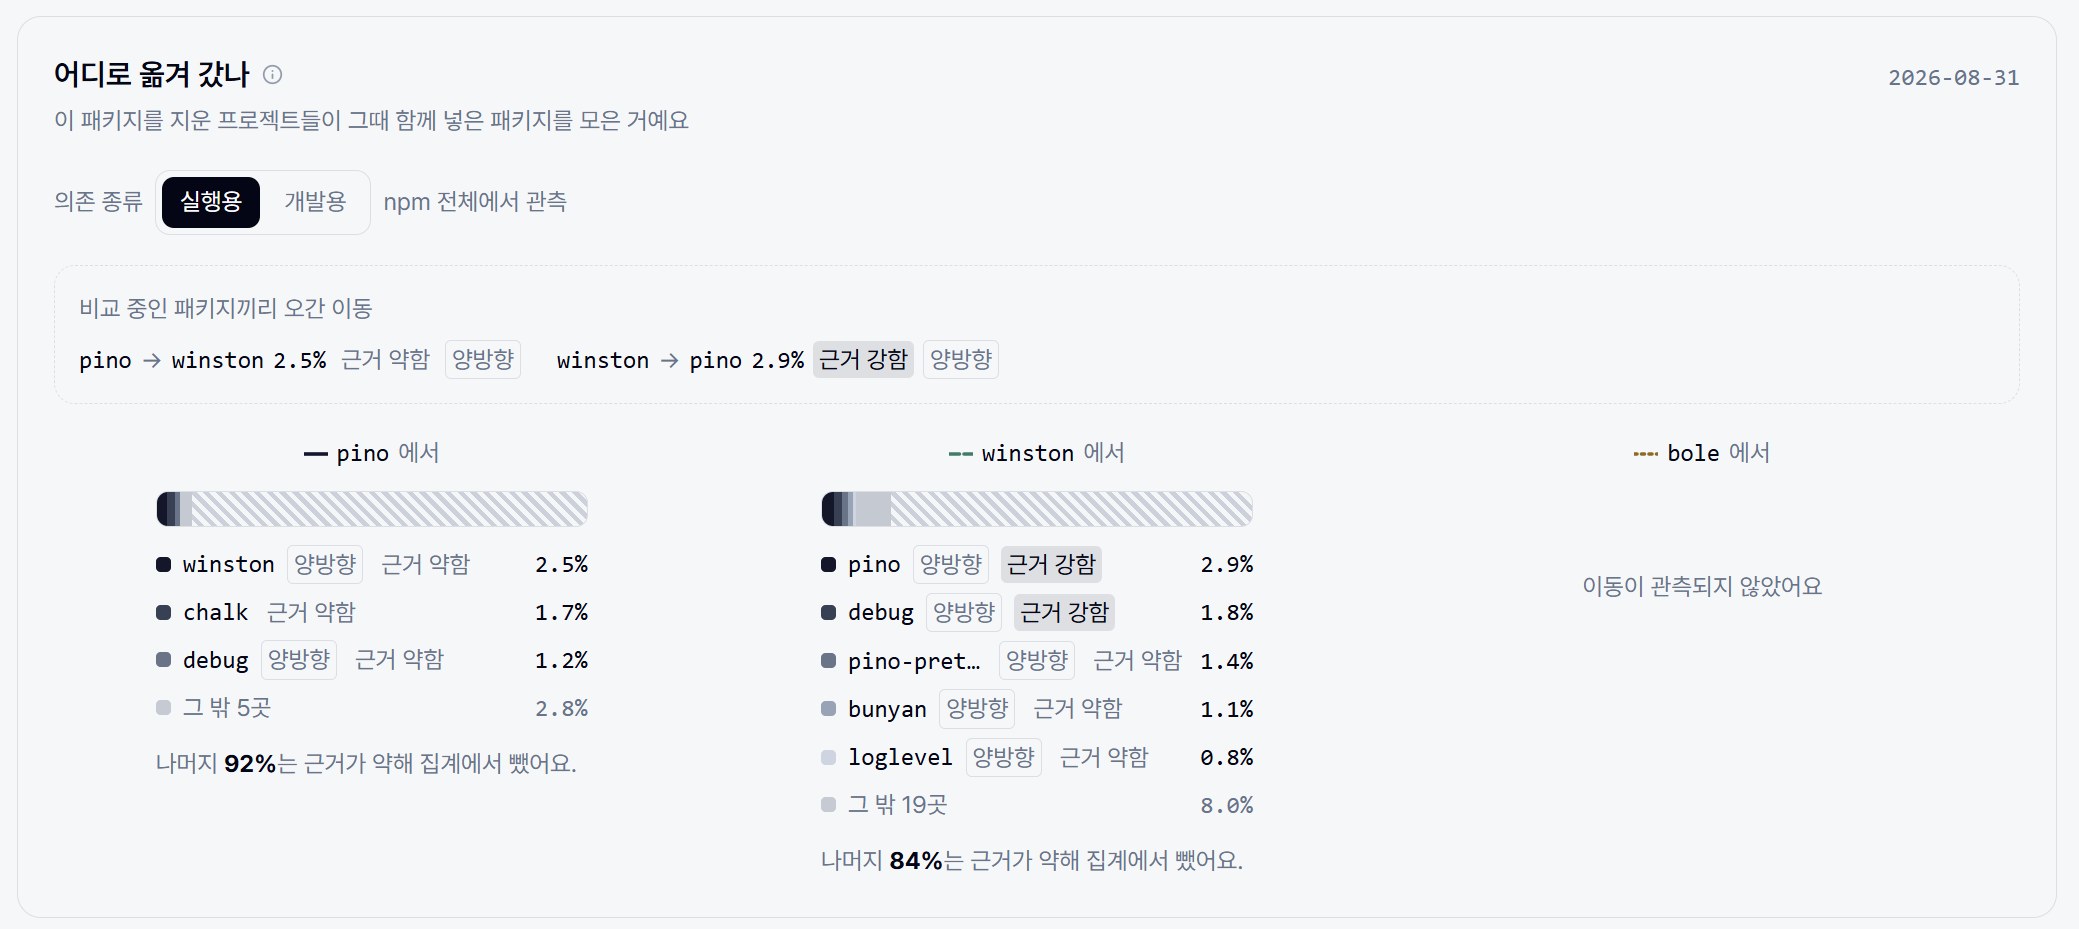 어디로 옮겨 갔나
2026-08-31
이 패키지를 지운 프로젝트들이 그때 함께 넣은 패키지를 모은 거예요
의존 종류 실행용 개발용 npm 전체에서 관측
비교 중인 패키지끼리 오간 이동
pino → winston 2.5% 근거 약함 양방향 winston → pino 2.9% 근거 강함 양방향
pino 에서
winston 양방향 근거 약함 2.5%
chalk 근거 약함 1.7%
debug 양방향 근거 약함 1.2%
그 밖 5곳 2.8%
나머지 92%는 근거가 약해 집계에서 뺐어요.
winston 에서
pino 양방향 근거 강함 2.9%
debug 양방향 근거 강함 1.8%
pino-pret… 양방향 근거 약함 1.4%
bunyan 양방향 근거 약함 1.1%
loglevel 양방향 근거 약함 0.8%
그 밖 19곳 8.0%
나머지 84%는 근거가 약해 집계에서 뺐어요.
bole 에서
이동이 관측되지 않았어요